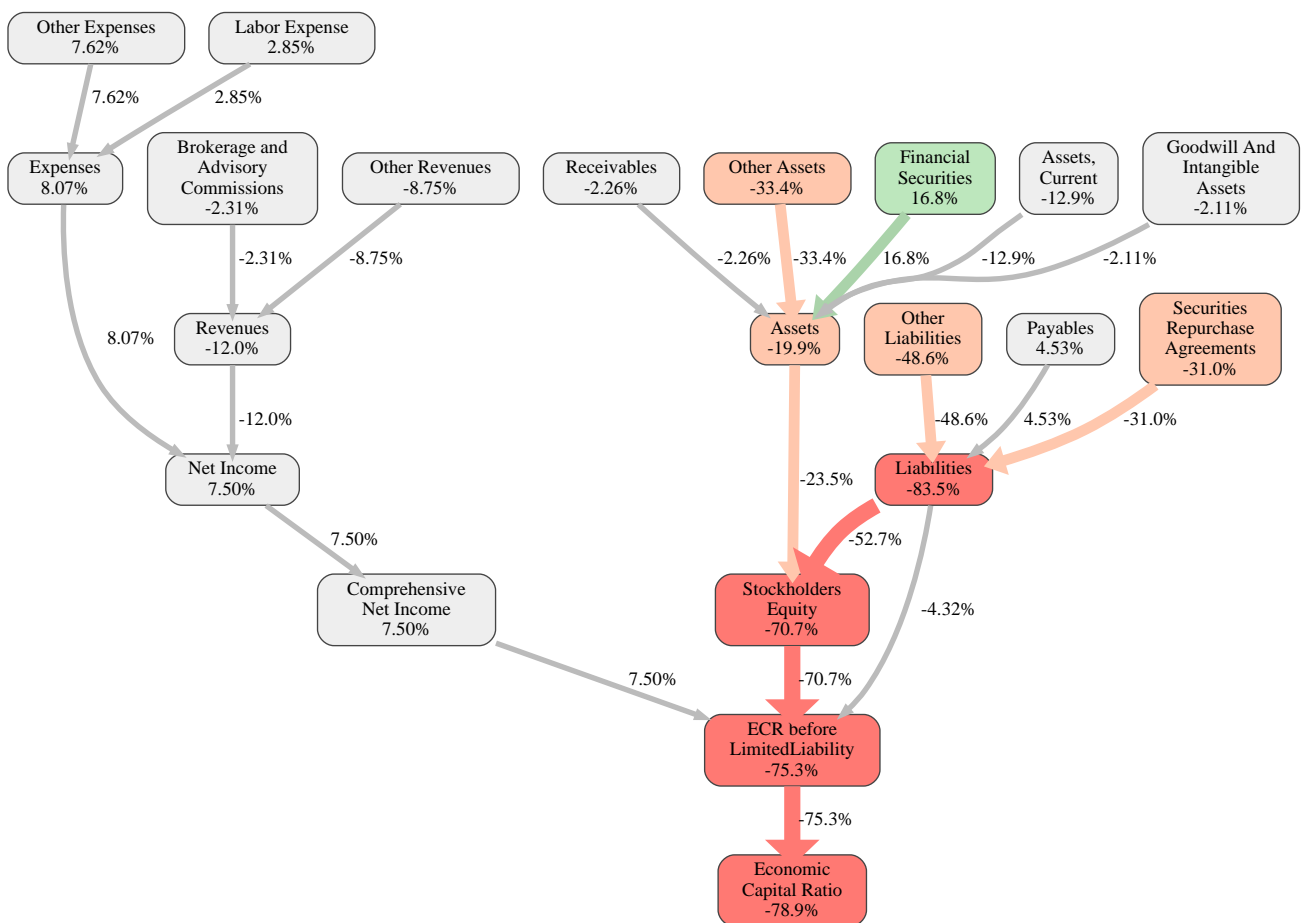 Other Expenses
7.62%
Labor Expense
2.85%
7.62%
2.85%
Expenses
8.07%
Brokerage and
Advisory
Commissions
-2.31%
Other Revenues
-8.75%
Receivables
-2.26%
Other Assets
-33.4%
Financial
Securities
16.8%
Assets,
Current
-12.9%
Goodwill And
Intangible
Assets
-2.11%
-2.31%
-8.75%
-2.26%
-33.4%
16.8%
-12.9%
-2.11%
8.07%
Revenues
-12.0%
Assets
-19.9%
Other
Liabilities
-48.6%
Payables
4.53%
Securities
Repurchase
Agreements
-31.0%
-12.0%
-48.6%
4.53%
-31.0%
Net Income
7.50%
-23.5%
Liabilities
-83.5%
7.50%
-52.7%
Comprehensive
Net Income
7.50%
Stockholders
Equity
-70.7%
-4.32%
7.50%
-70.7%
ECR before
LimitedLiability
-75.3%
-75.3%
Economic
Capital Ratio
-78.9%